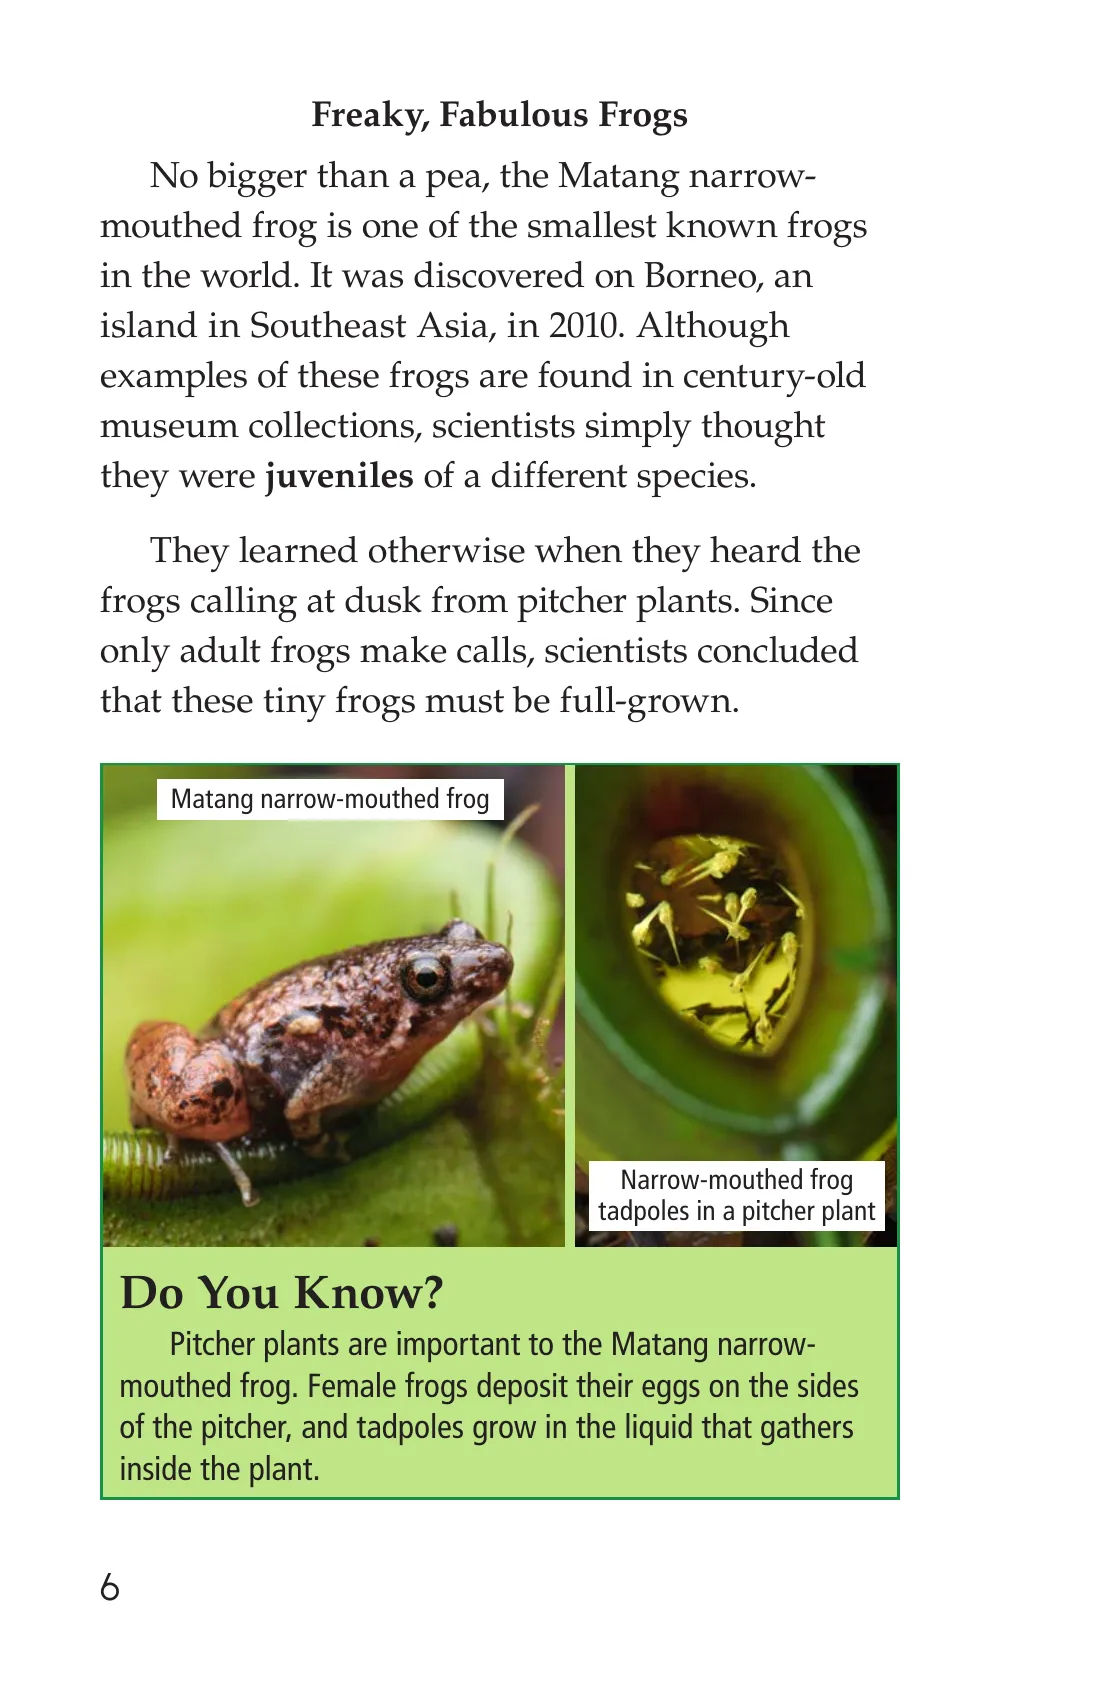 Freaky, Fabulous Frogs
No bigger than a pea, the Matang narrow-
mouthed frog is one of the smallest known frogs
in the world. It was discovered on Borneo, an
island in Southeast Asia, in 2010. Although
examples of these frogs are found in century-old
museum collections, scientists simply thought
they were juveniles of a different species.
They learned otherwise when they heard the
frogs calling at dusk from pitcher plants. Since
only adult frogs make calls, scientists concluded
that these tiny frogs must be full-grown.
Matang narrow-mouthed frog
Narrow-mouthed frog
tadpoles in a pitcher plant
Do You Know?
Pitcher plants are important to the Matang narrow-
mouthed frog. Female frogs deposit their eggs on the sides
of the pitcher, and tadpoles grow in the liquid that gathers
inside the plant.
6